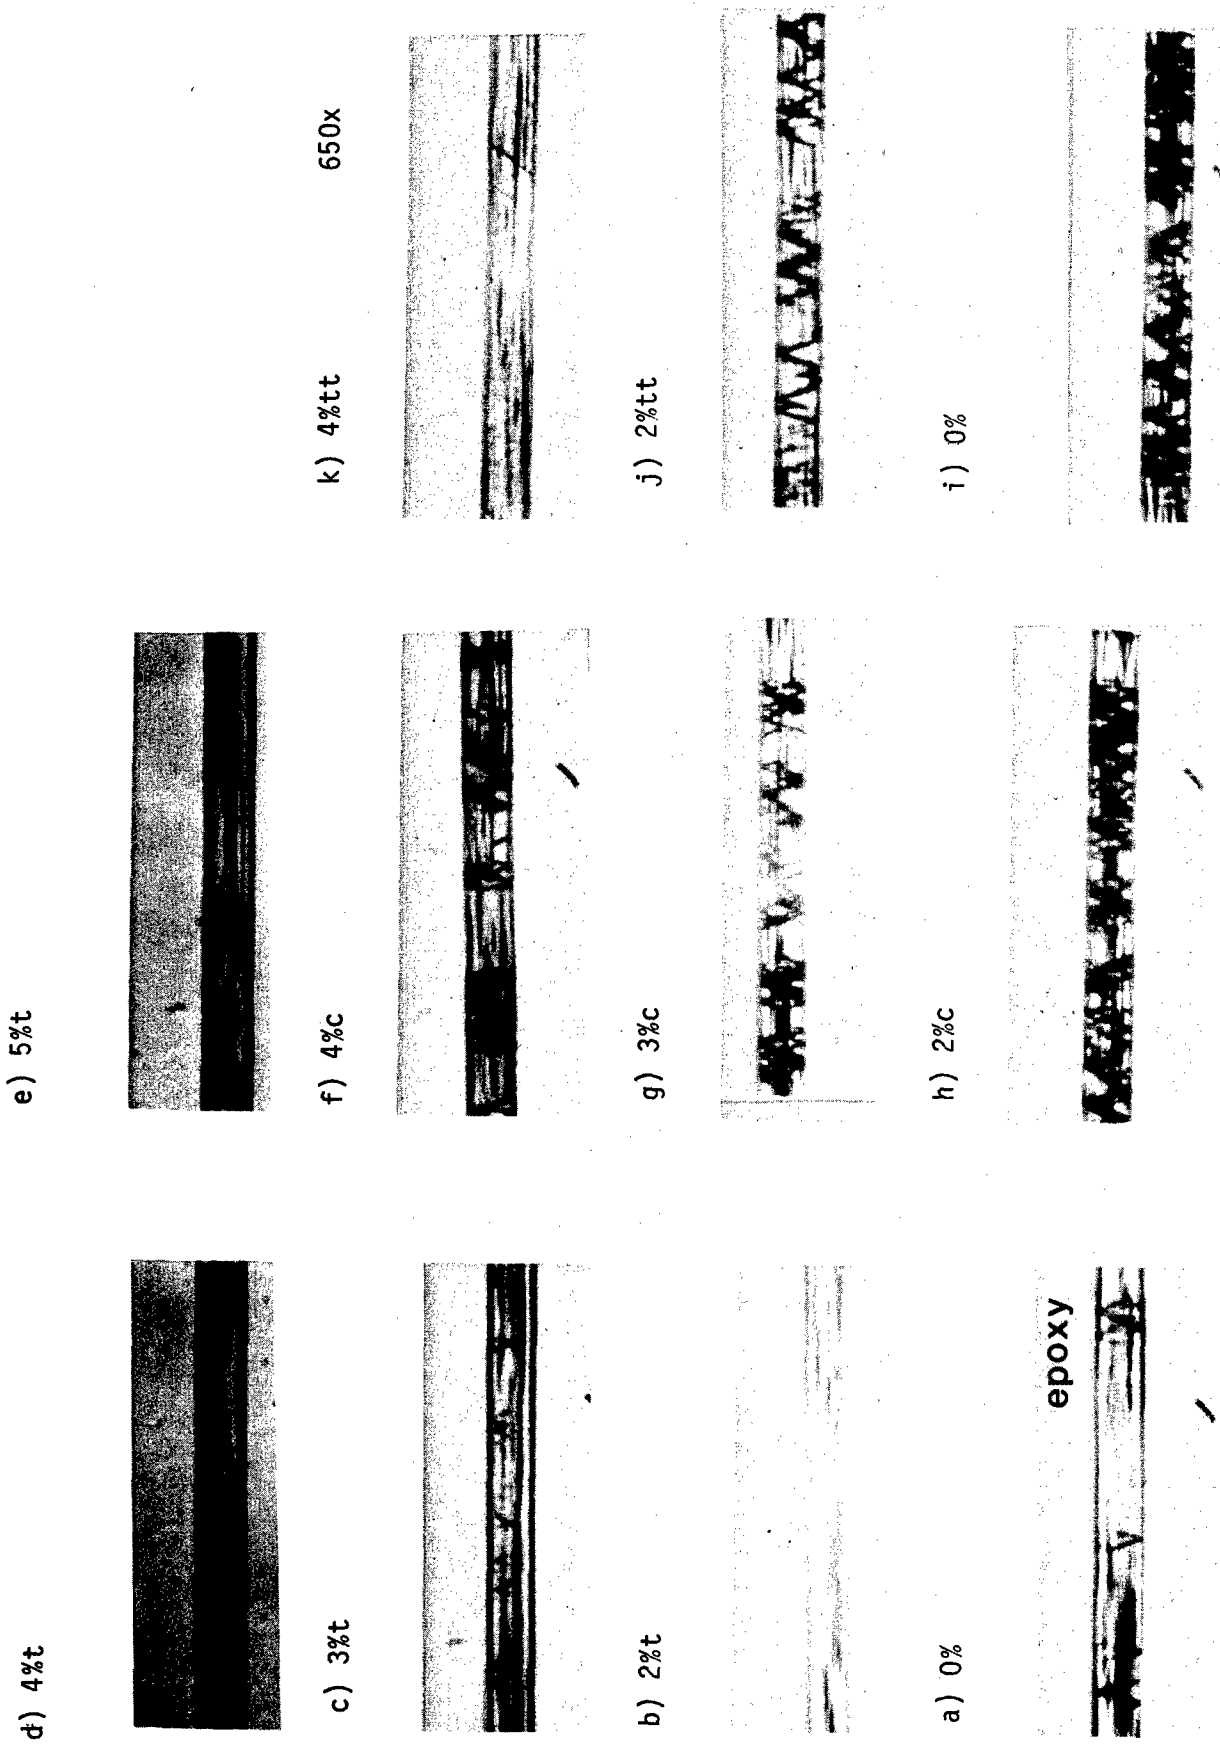 d) 4%t
e) 5%t
c) 3%t
f) 4%c
k) 4%tt
650x
b) 2%t
g) 3%c
j) 2%tt
a) 0%
h) 2%c
i) 0%
epoxy